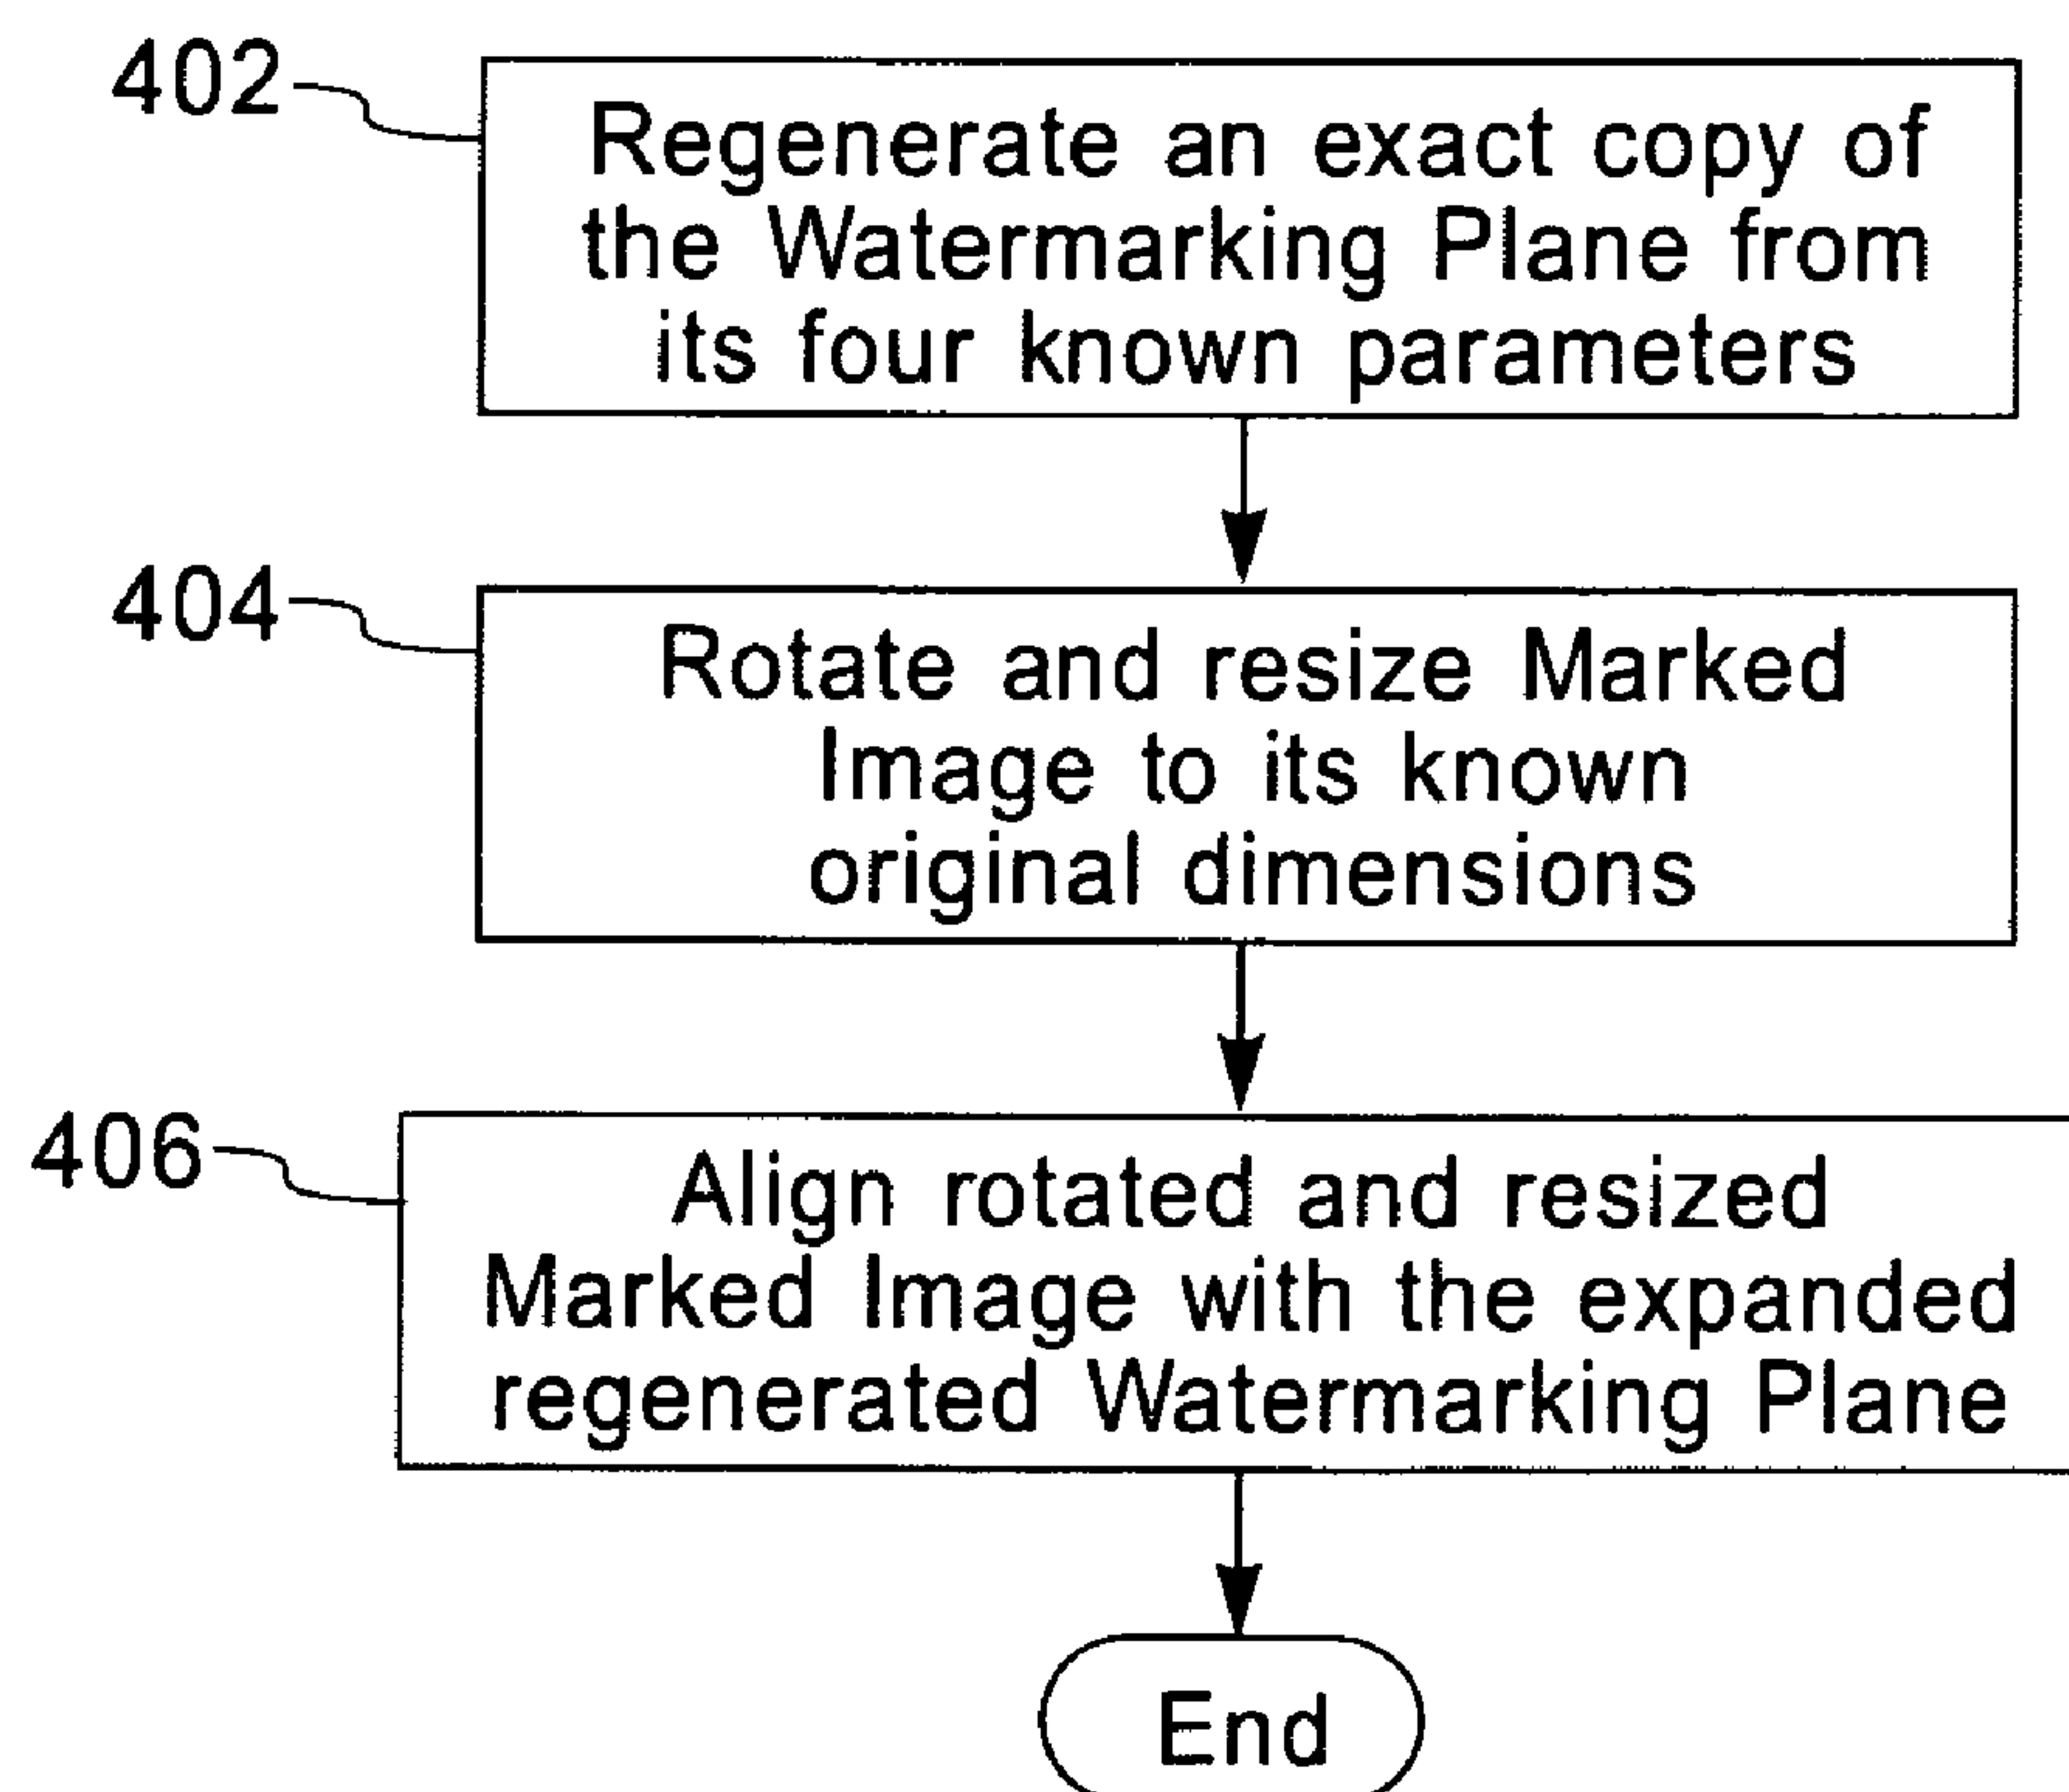 402
Regenerate an exact copy of
the Watermarking Plane from
its four known parameters
404
Rotate and resize Marked
Image to its known
original dimensions
406
Align rotated and resized
Marked Image with the expanded
regenerated Watermarking Plane
End